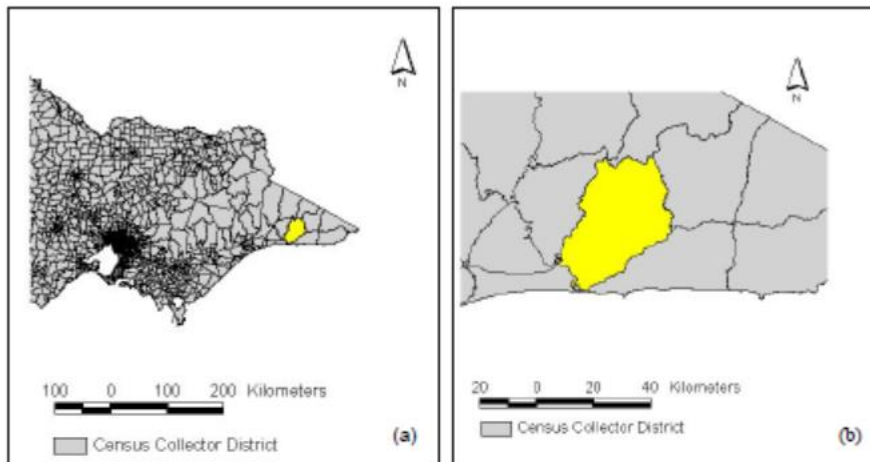 N
100 0 100 200 Kilometers
Census Collector District
(a)
N
20 0 20 40 Kilometers
Census Collector District
(b)